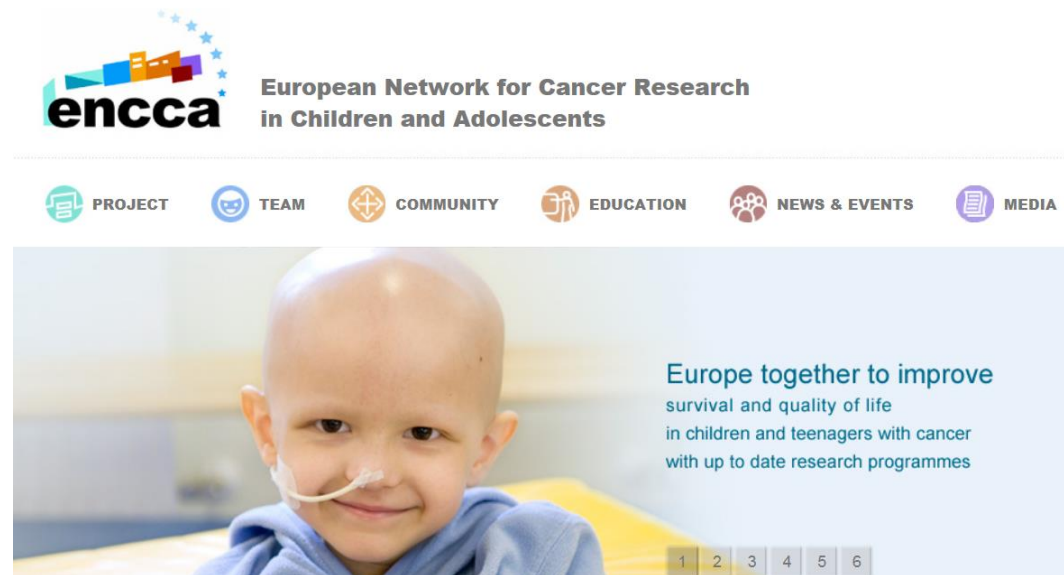 encca
European Network for Cancer Research
in Children and Adolescents
PROJECT TEAM COMMUNITY EDUCATION NEWS & EVENTS MEDIA
Europe together to improve
survival and quality of life
in children and teenagers with cancer
with up to date research programmes
1 2 3 4 5 6